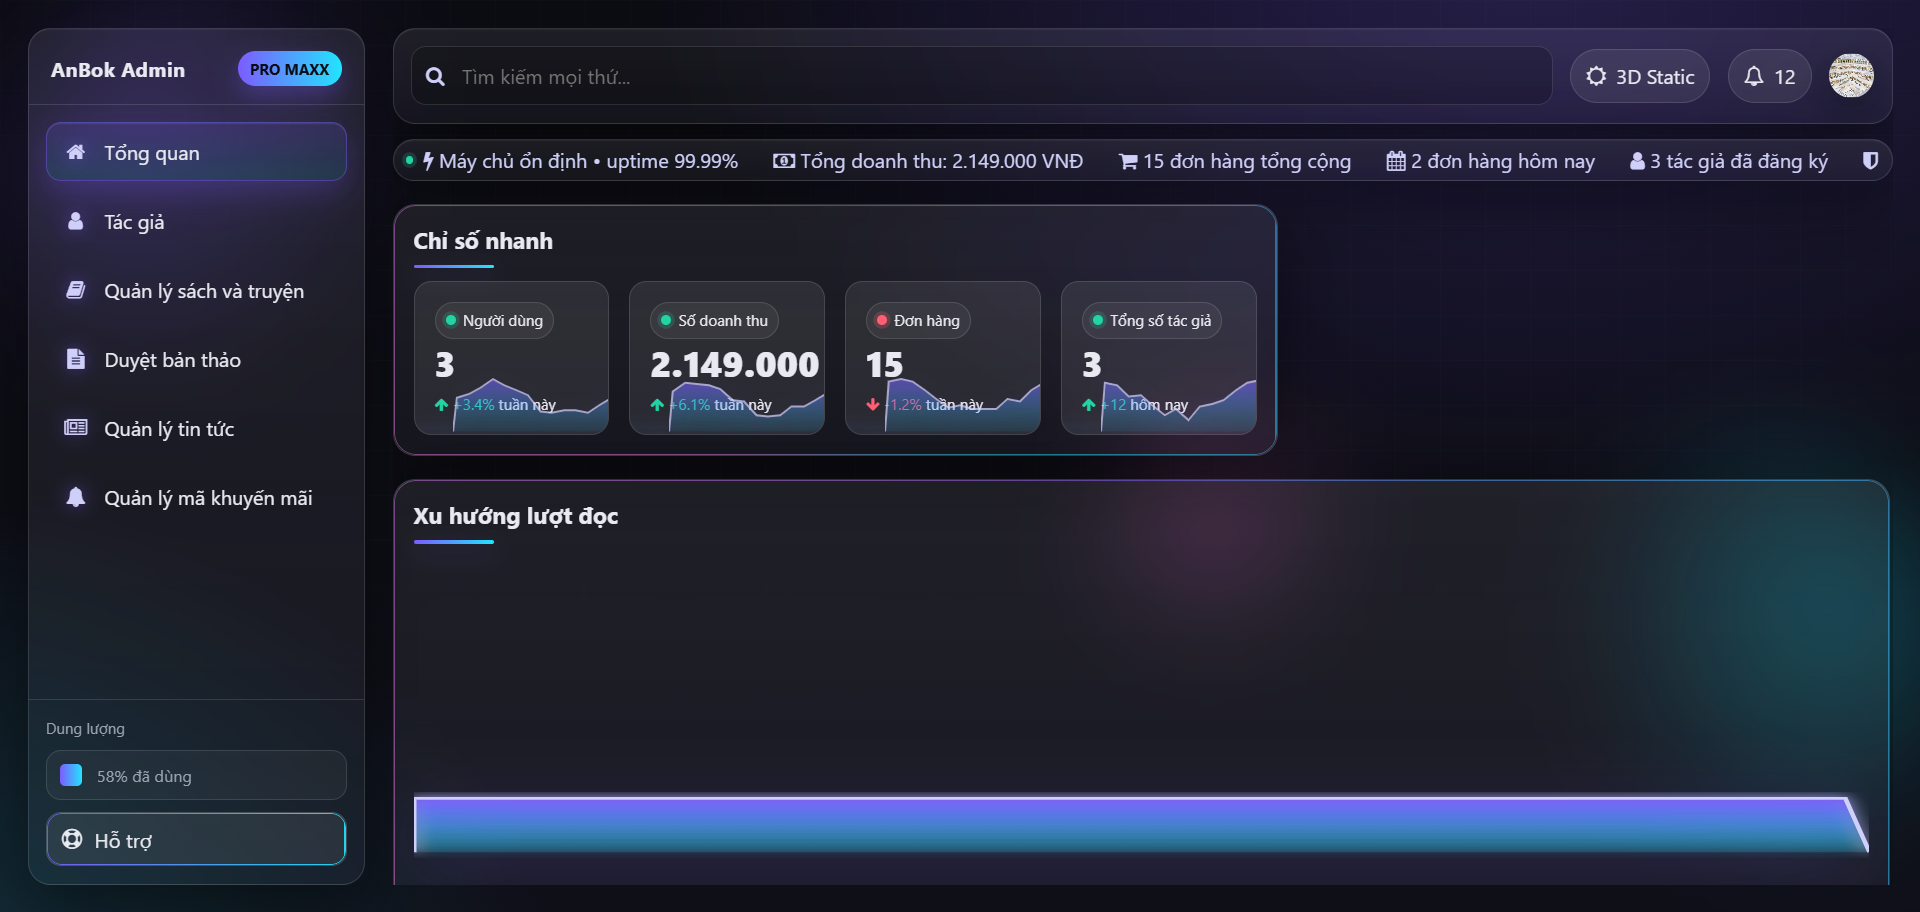 AnBok Admin
PRO MAXX
Tổng quan
Tác giả
Quản lý sách và truyện
Duyệt bản thảo
Quản lý tin tức
Quản lý mã khuyến mãi
Dung lượng
58% đã dùng
Hỗ trợ
Tìm kiếm mọi thứ...
3D Static
12
Máy chủ ổn định • uptime 99.99%
Tổng doanh thu: 2.149.000 VNĐ
15 đơn hàng tổng cộng
2 đơn hàng hôm nay
3 tác giả đã đăng ký
Chỉ số nhanh
Người dùng
3
+3.4% tuần này
Số doanh thu
2.149.000
+6.1% tuần này
Đơn hàng
15
-1.2% tuần này
Tổng số tác giả
3
+12 hôm nay
Xu hướng lượt đọc